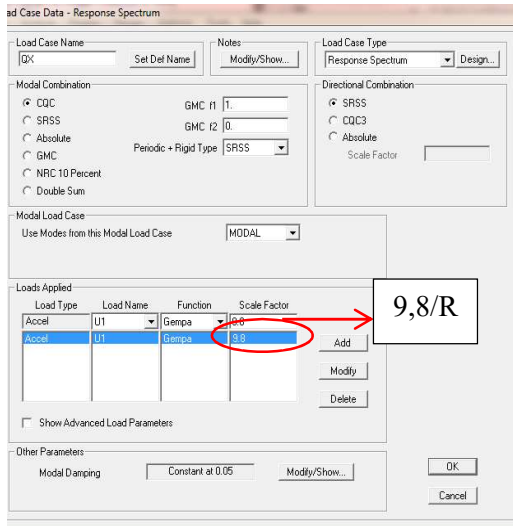 ad Case Data - Response Spectrum
Load Case Name
QX
Set Def Name
Notes
Modify/Show...
Load Case Type
Response Spectrum
Design...
Modal Combination
CQC
SRSS
Absolute
GMC
NRC 10 Percent
Double Sum
GMC f1 1.
GMC f2 0.
Periodic + Rigid Type SRSS
Directional Combination
SRSS
CQC3
Absolute
Scale Factor
Modal Load Case
Use Modes from this Modal Load Case MODAL
Loads Applied
Load Type Load Name Function Scale Factor
Accel U1 Gempa 9.8
Accel U1 Gempa 9.8
9,8/R
Add
Modify
Delete
Show Advanced Load Parameters
Other Parameters
Modal Damping Constant at 0.05 Modify/Show...
OK
Cancel